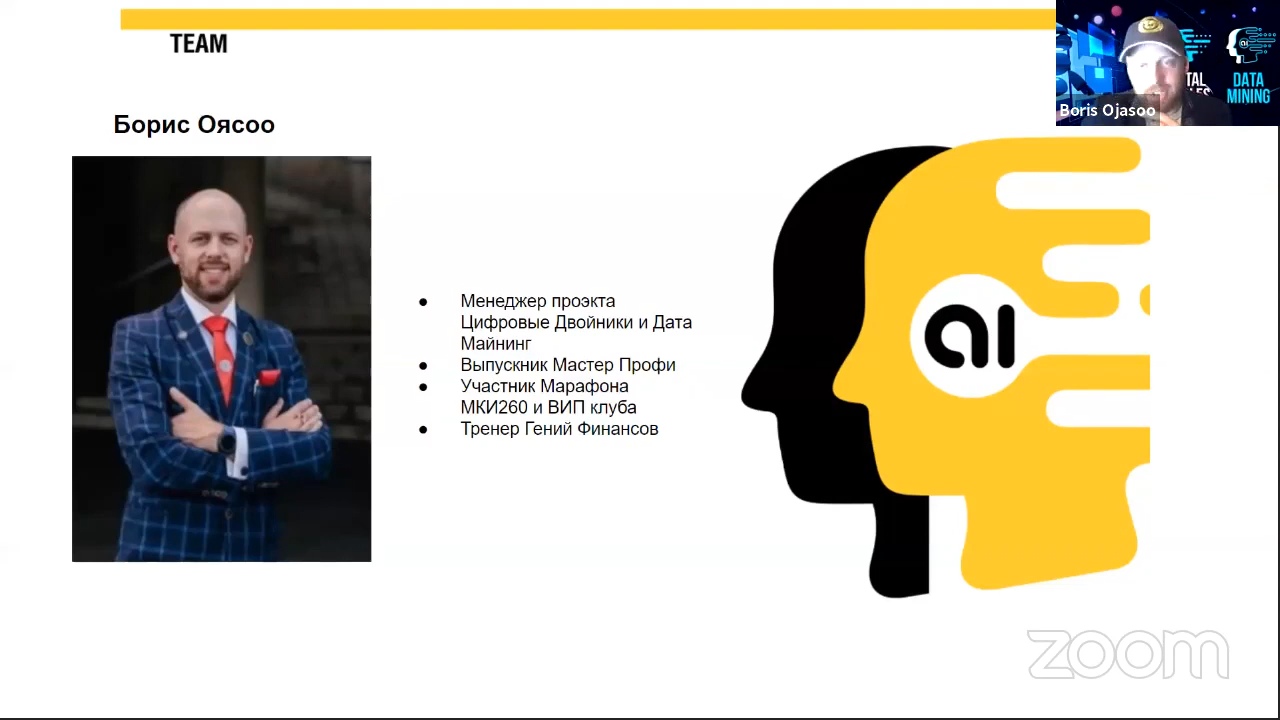 TEAM
Борис Оясоо
Менеджер проэкта
Цифровые Двойники и Дата
Майнинг
Выпускник Мастер Профи
Участник Марафона
МКИ260 и ВИП клуба
Тренер Гений Финансов
ai
Boris Ojasoo
ai
DATA
MINING
zoom